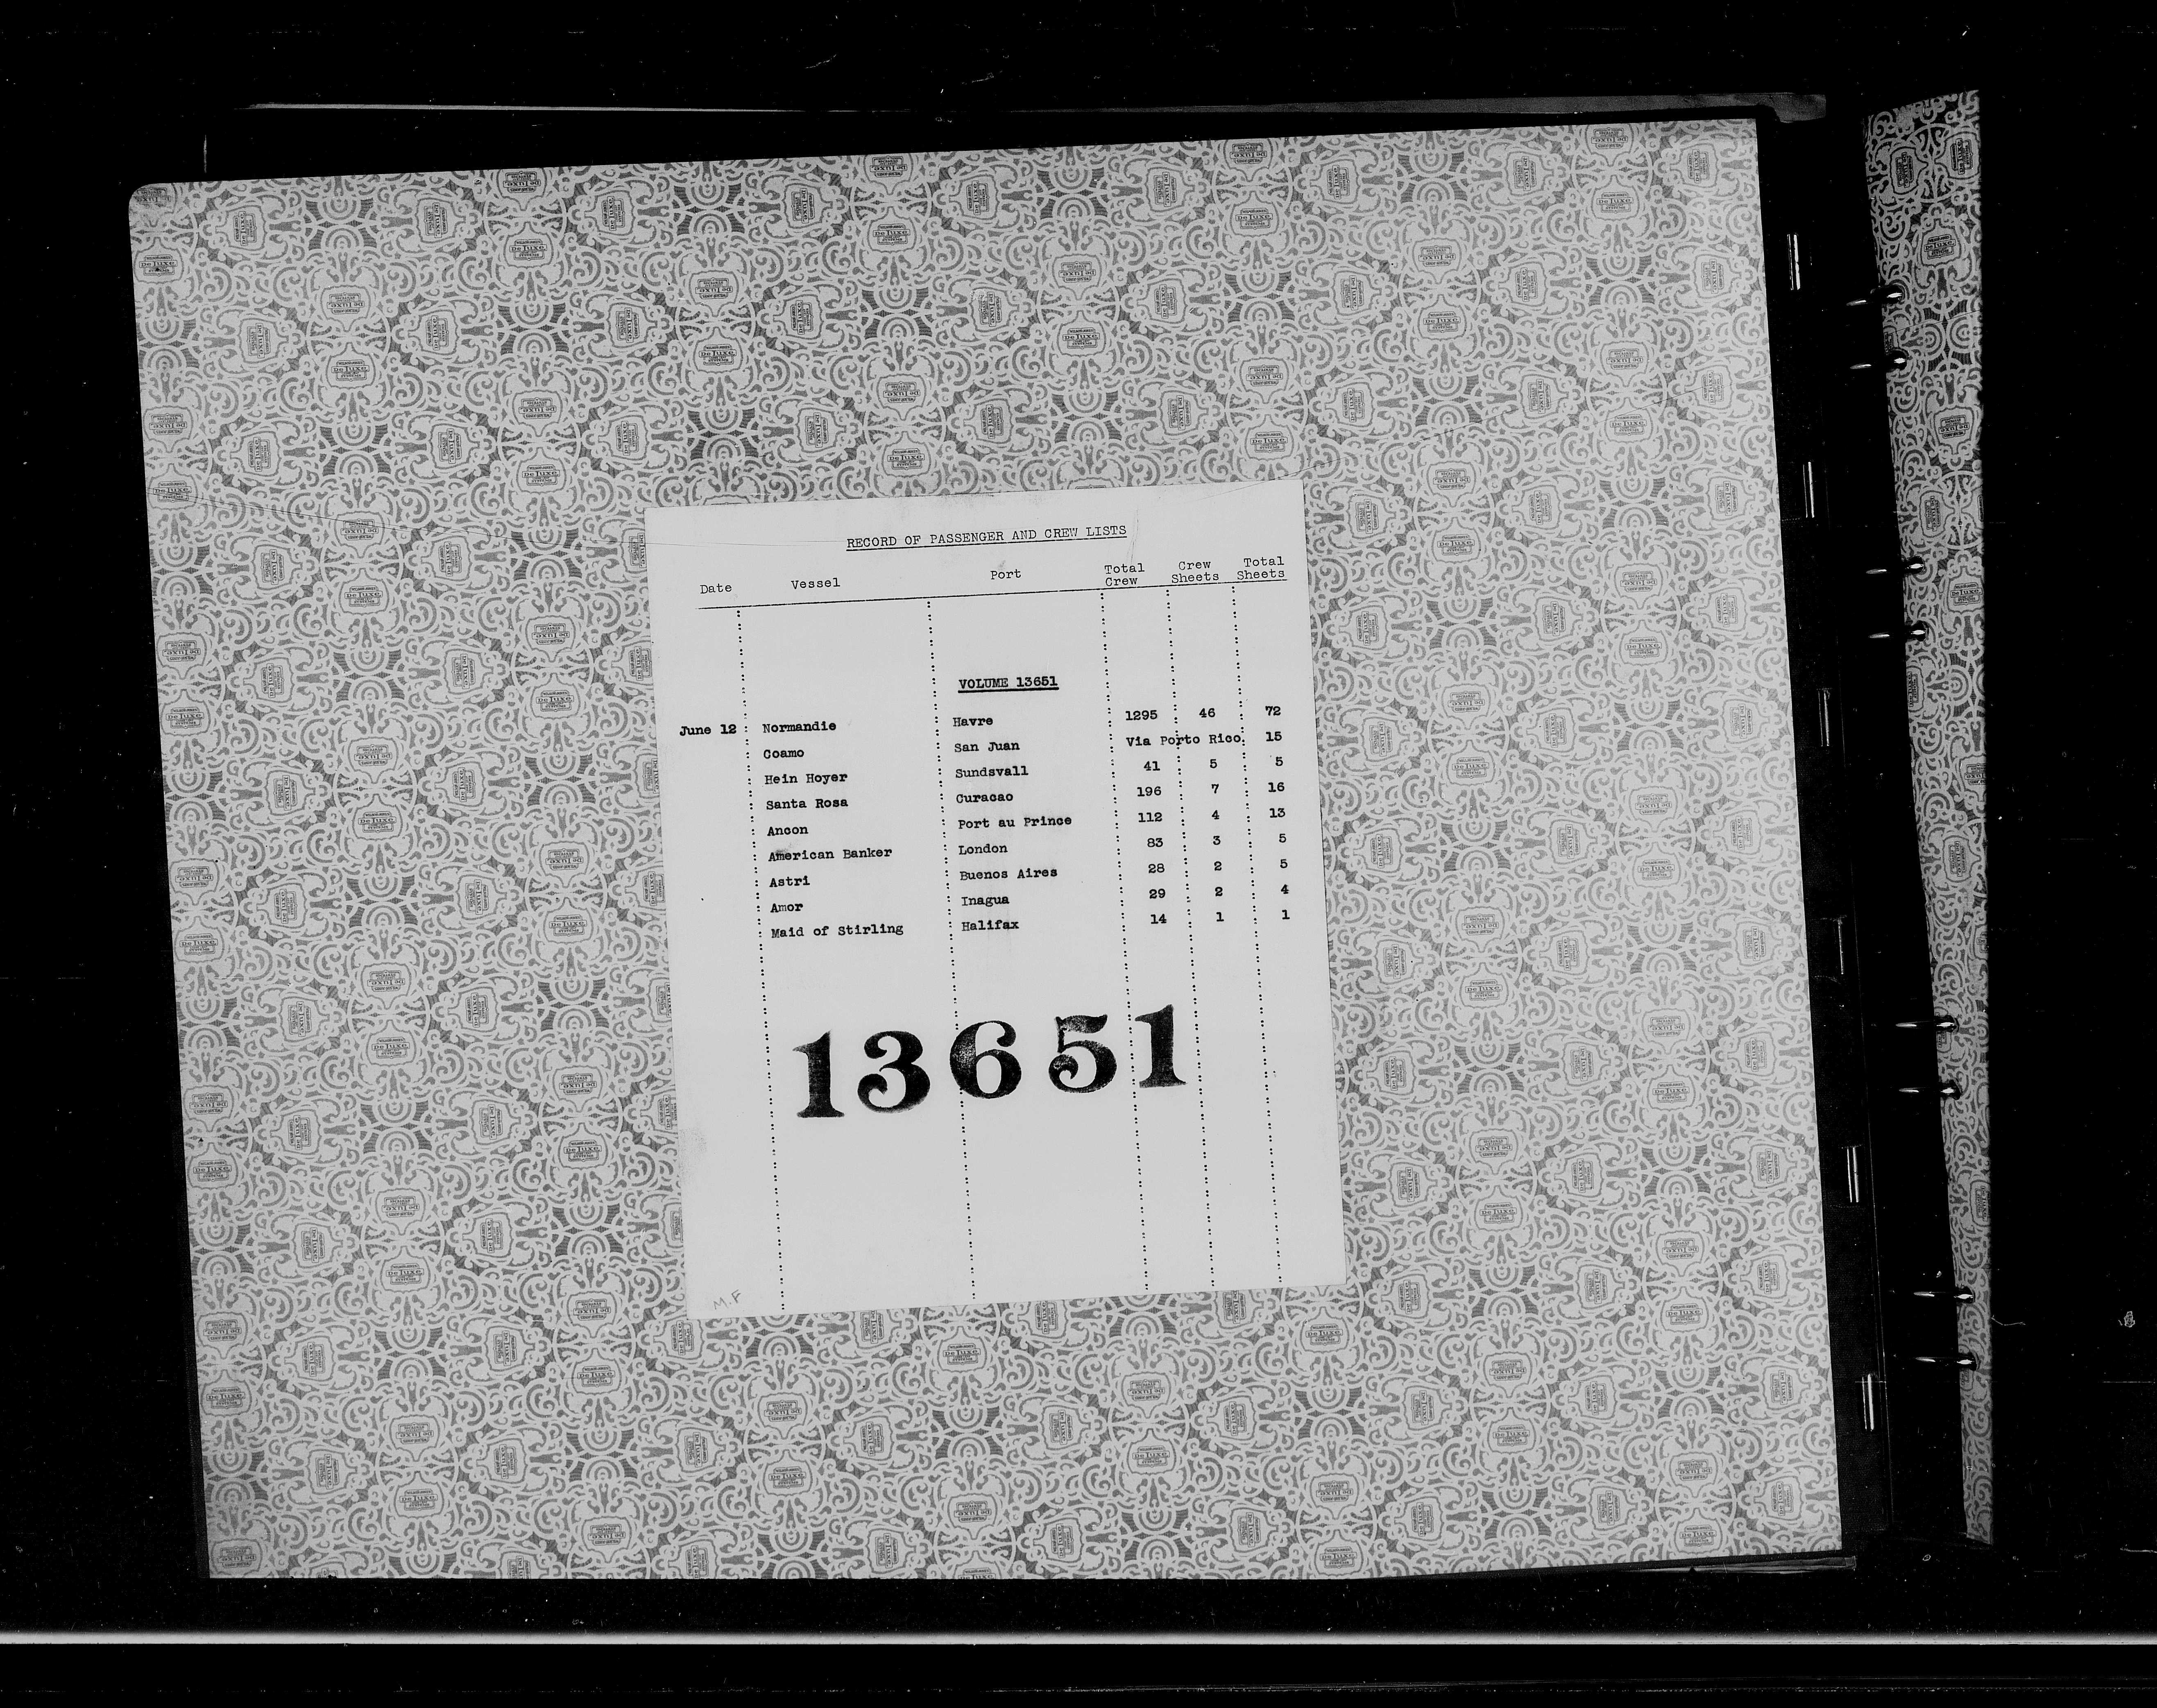 RECORD OF PASSENGER AND CREW LISTS
Date Vessel Port Total Crew Crew Sheets Total Sheets
VOLUME 13651
June 12 Normandie Havre 1295 46 72
Coamo San Juan Via Porto Rico 15
Hein Hoyer Sundsvall 41 5 5
Santa Rosa Curacao 196 7 16
Ancon Port au Prince 112 4 13
American Banker London 83 3 5
Astri Buenos Aires 28 2 5
Amor Inagua 29 2 4
Maid of Stirling Halifax 14 1 1
13651
M.F
De Luxe